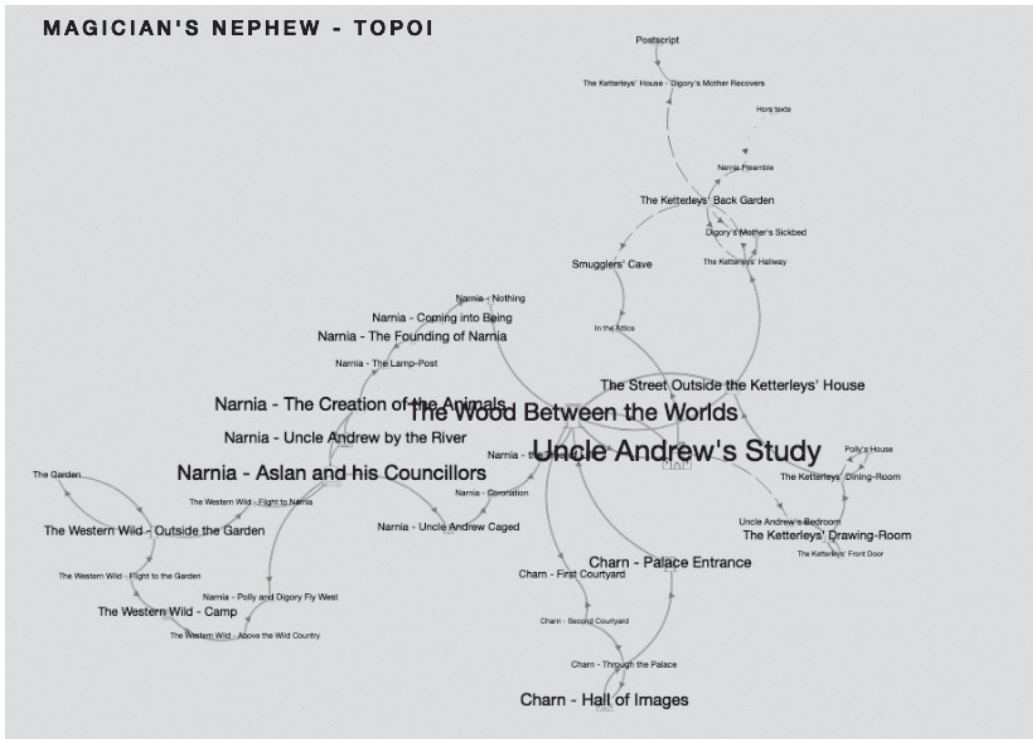 MAGICIAN'S NEPHEW - TOPOI
Postscript
The Ketterleys' House - Digory's Mother Recovers
Hors texte
Narnia Preamble
The Ketterleys' Back Garden
Digory's Mother's Sickbed
Smugglers' Cave
The Ketterleys' Hallway
Narnia - Nothing
Narnia - Coming into Being
In the Attics
Narnia - The Founding of Narnia
Narnia - The Lamp-Post
The Street Outside the Ketterleys' House
Narnia - The Creation of the Animals
The Wood Between the Worlds
Narnia - Uncle Andrew by the River
Uncle Andrew's Study
Narnia - the
Polly's House
Narnia - Aslan and his Councillors
The Garden
The Ketterleys' Dining-Room
Narnia - Coronation
The Western Wild - Flight to Narnia
Uncle Andrew's Bedroom
Narnia - Uncle Andrew Caged
The Western Wild - Outside the Garden
The Ketterleys' Drawing-Room
The Ketterleys' Front Door
Charn - Palace Entrance
Charn - First Courtyard
The Western Wild - Flight to the Garden
Narnia - Polly and Digory Fly West
The Western Wild - Camp
Charn - Second Courtyard
The Western Wild - Above the Wild Country
Charn - Through the Palace
Charn - Hall of Images